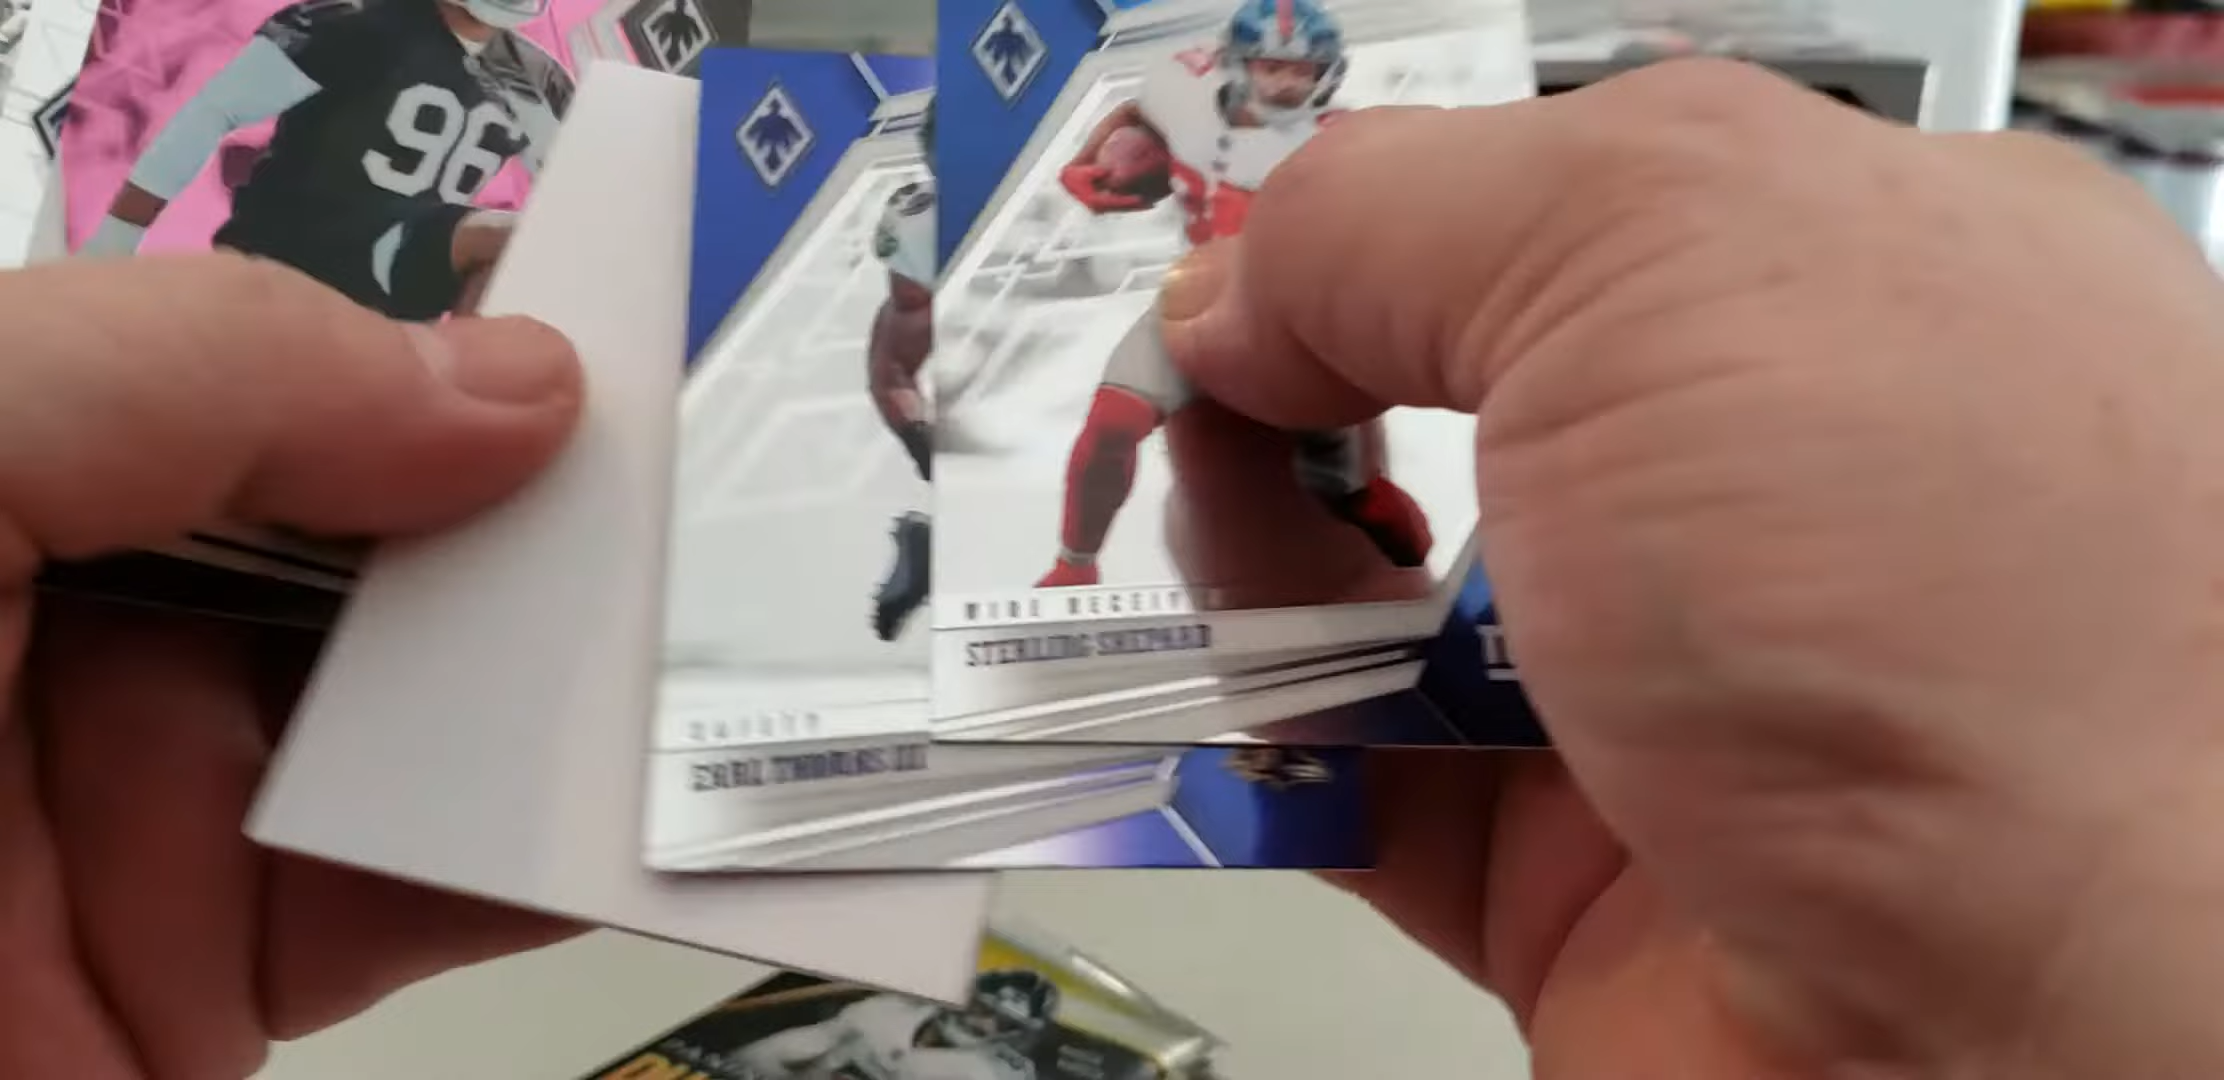 96
WIDE RECEIVER
STERLING SHEPARD
SAFETY
EARL THOMAS III